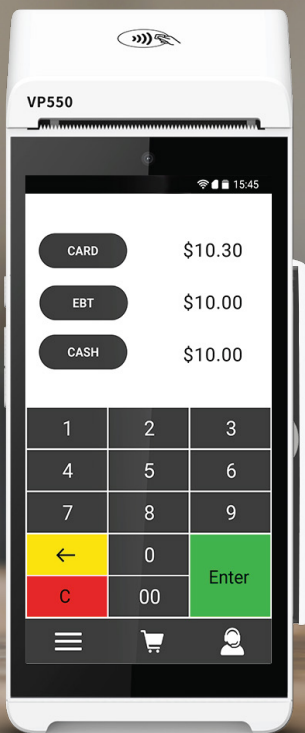 VP550
15:45
CARD $10.30
EBT $10.00
CASH $10.00
1 2 3
4 5 6
7 8 9
← 0
Enter
C 00